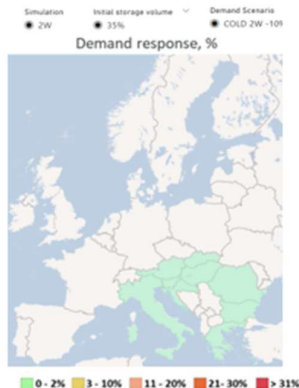 Simulation Initial storage volume Demand Scenario
2W 35% COLD 2W -10%
Demand response, %
0 - 2% 3 - 10% 11 - 20% 21- 30% > 31%